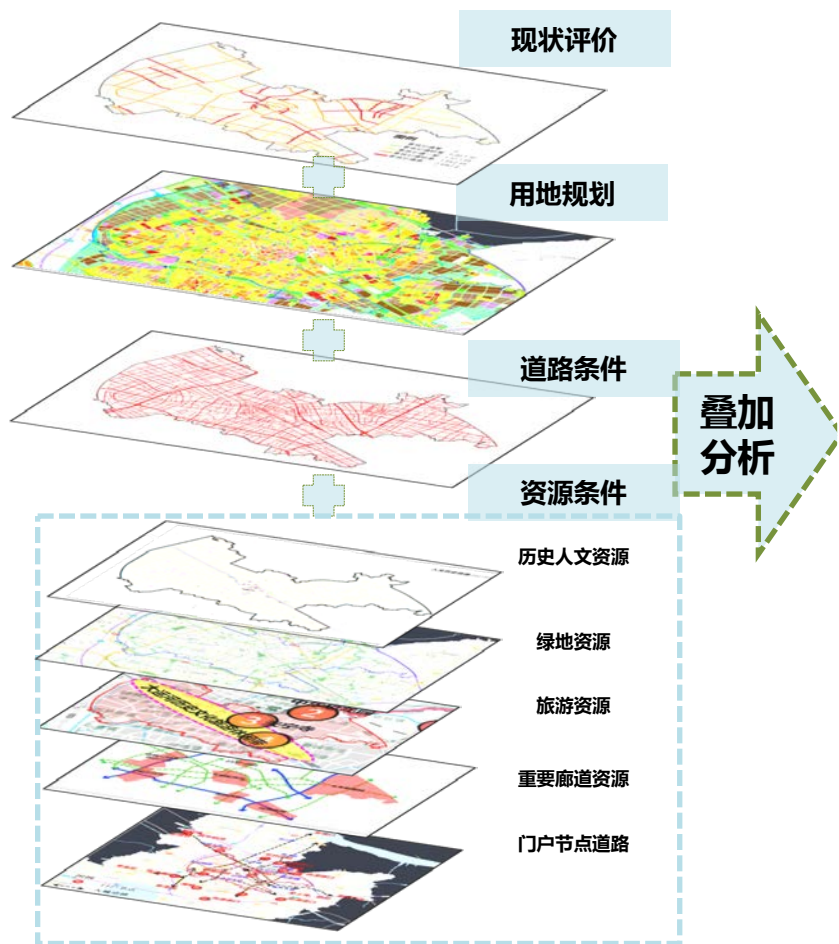 现状评价
用地规划
道路条件
叠加
分析
资源条件
历史人文资源
绿地资源
旅游资源
重要廊道资源
门户节点道路